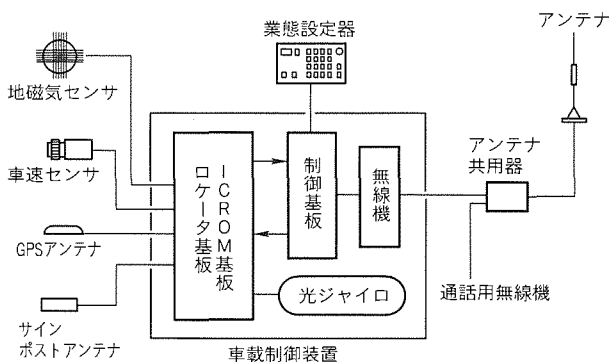 業態設定器
アンテナ
地磁気センサ
車速センサ
GPSアンテナ
サイン
ポストアンテナ
ICROM基板
ロケータ基板
制御基板
無線機
光ジャイロ
車載制御装置
アンテナ
共用器
通話用無線機